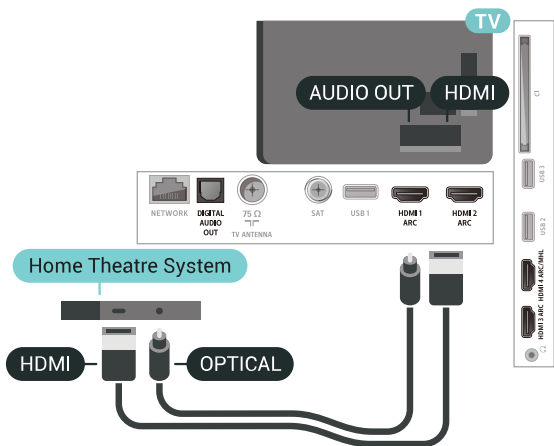 TV
AUDIO OUT
HDMI
CI
USB 3
USB 2
HDMI 4 ARC/MHL
HDMI 3 ARC
NETWORK
DIGITAL
AUDIO
OUT
75 Ω
TV ANTENNA
SAT
USB 1
HDMI 1
ARC
HDMI 2
ARC
Home Theatre System
HDMI
OPTICAL